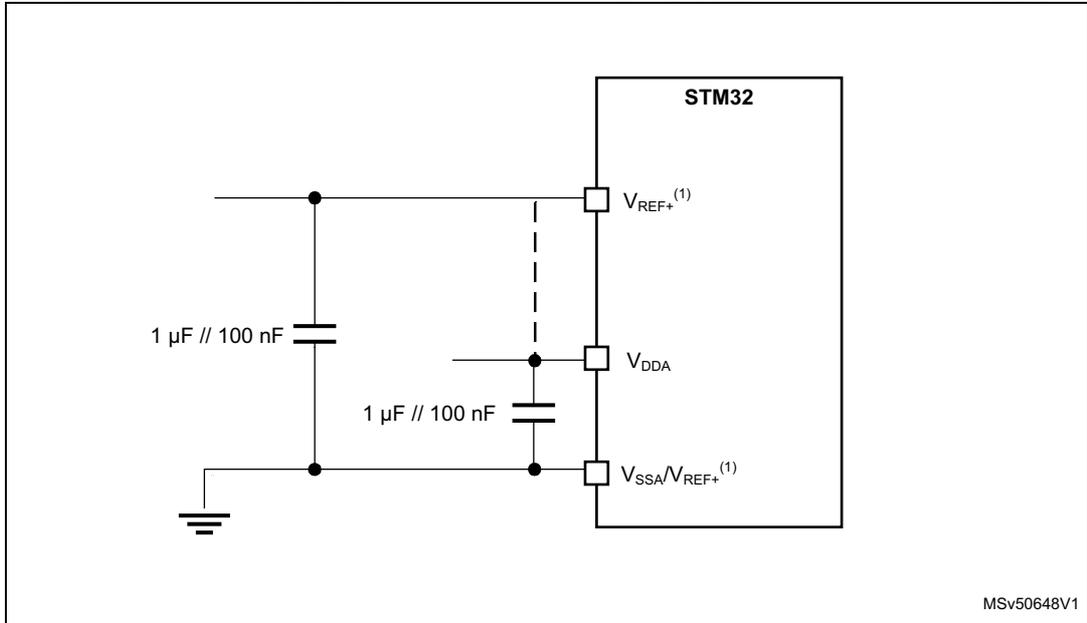 STM32
VREF+(1)
1 µF // 100 nF
VDDA
1 µF // 100 nF
VSSA/VREF+(1)
MSv50648V1